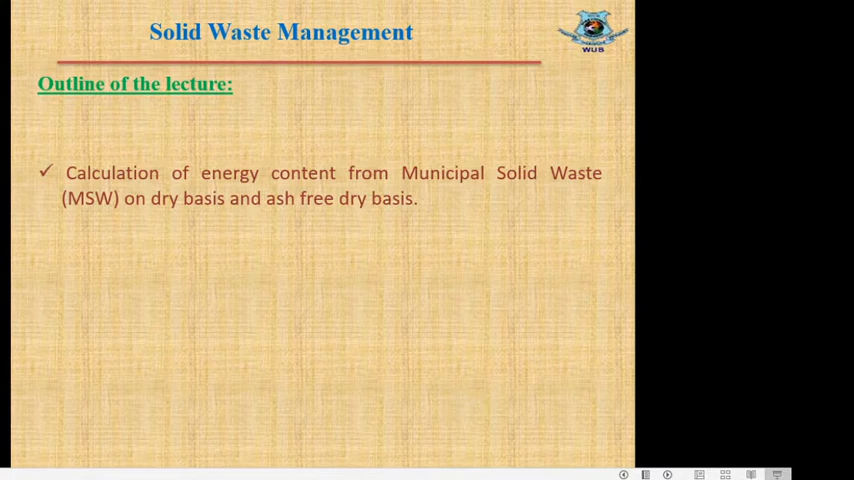 Solid Waste Management
WUB
Outline of the lecture:
✓ Calculation of energy content from Municipal Solid Waste
(MSW) on dry basis and ash free dry basis.